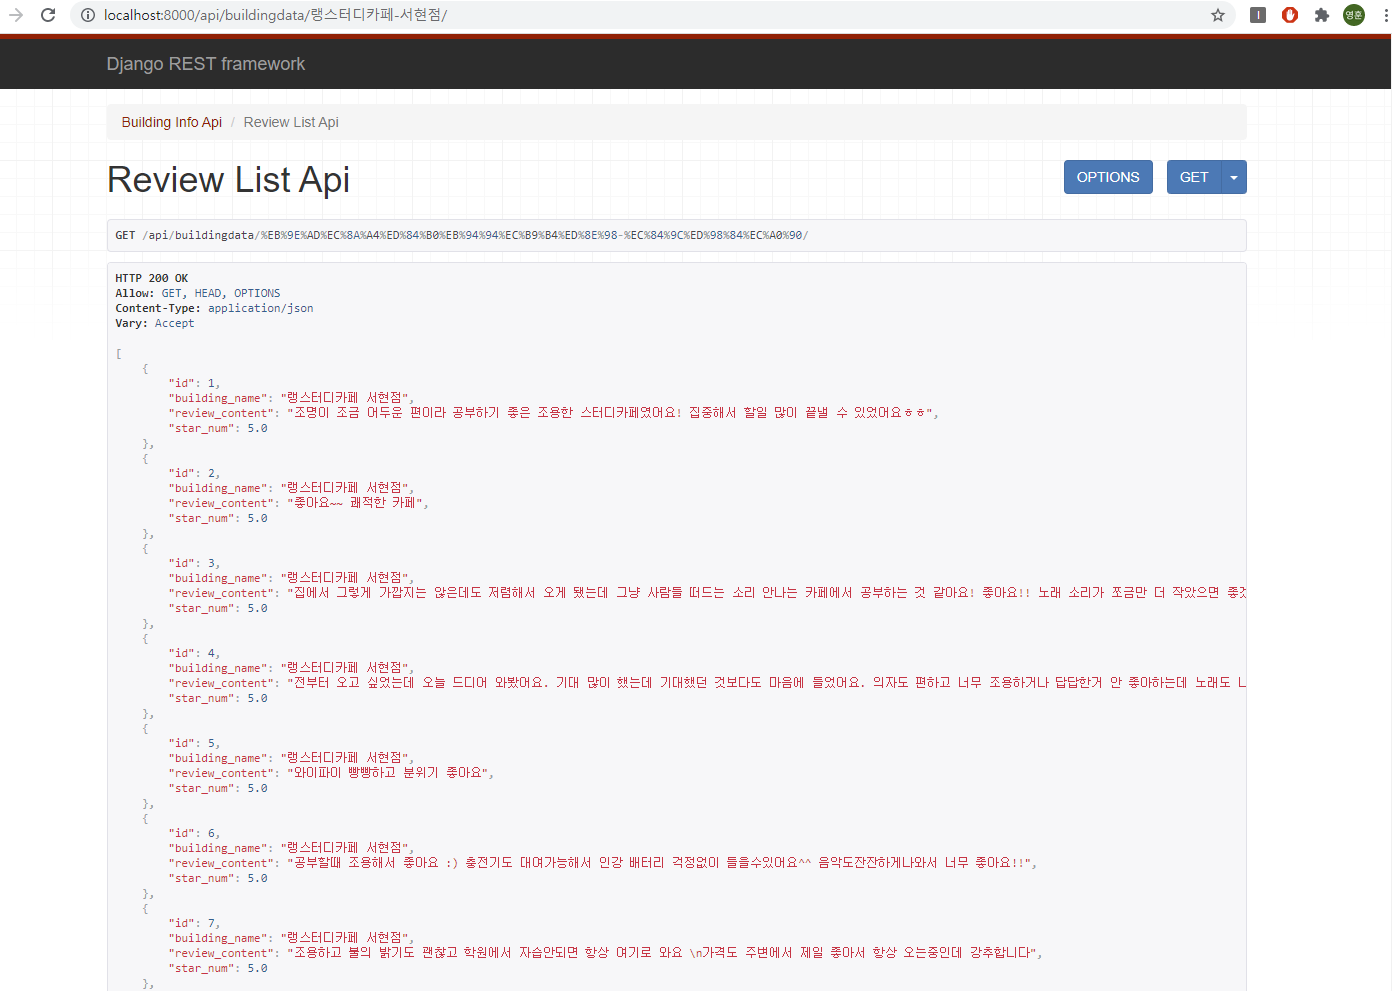 localhost:8000/api/buildingdata/랭스터디카페-서현점/
영훈
Django REST framework
Building Info Api / Review List Api
Review List Api
OPTIONS
GET
GET /api/buildingdata/%EB%9E%AD%EC%8A%A4%ED%84%B0%EB%94%94%EC%B9%B4%ED%8E%98-%EC%84%9C%ED%98%84%EC%A0%90/
HTTP 200 OK
Allow: GET, HEAD, OPTIONS
Content-Type: application/json
Vary: Accept
[
{
"id": 1,
"building_name": "랭스터디카페 서현점",
"review_content": "조명이 조금 어두운 편이라 공부하기 좋은 조용한 스터디카페였어요! 집중해서 할일 많이 끝낼 수 있었어요ㅎㅎ",
"star_num": 5.0
},
{
"id": 2,
"building_name": "랭스터디카페 서현점",
"review_content": "좋아요~~ 쾌적한 카페",
"star_num": 5.0
},
{
"id": 3,
"building_name": "랭스터디카페 서현점",
"review_content": "집에서 그렇게 가깝지는 않은데도 저렴해서 오게 됐는데 그냥 사람들 떠드는 소리 안나는 카페에서 공부하는 것 같아요! 좋아요!! 노래 소리가 쪼금만 더 작았으면 좋겠
"star_num": 5.0
},
{
"id": 4,
"building_name": "랭스터디카페 서현점",
"review_content": "전부터 오고 싶었는데 오늘 드디어 와봤어요. 기대 많이 했는데 기대했던 것보다도 마음에 들었어요. 의자도 편하고 너무 조용하거나 답답한거 안 좋아하는데 노래도
"star_num": 5.0
},
{
"id": 5,
"building_name": "랭스터디카페 서현점",
"review_content": "와이파이 빵빵하고 분위기 좋아요",
"star_num": 5.0
},
{
"id": 6,
"building_name": "랭스터디카페 서현점",
"review_content": "공부할때 조용해서 좋아요 :) 충전기도 대여가능해서 인강 배터리 걱정없이 들을수있어요^^ 음악도잔잔하게나와서 너무 좋아요!!",
"star_num": 5.0
},
{
"id": 7,
"building_name": "랭스터디카페 서현점",
"review_content": "조용하고 불의 밝기도 괜찮고 학원에서 자습안되면 항상 여기로 와요 \n가격도 주변에서 제일 좋아서 항상 오는중인데 강추합니다",
"star_num": 5.0
},